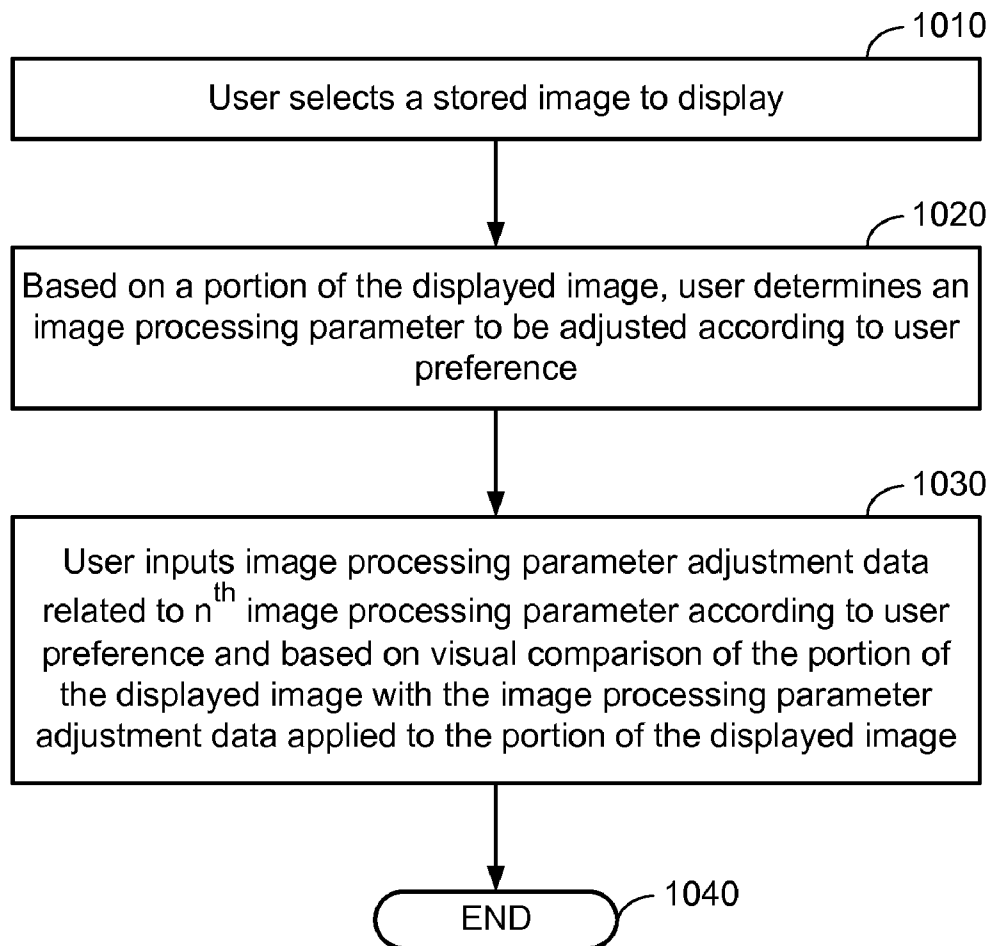 1010
User selects a stored image to display
1020
Based on a portion of the displayed image, user determines an
image processing parameter to be adjusted according to user
preference
1030
User inputs image processing parameter adjustment data
related to nth image processing parameter according to user
preference and based on visual comparison of the portion of
the displayed image with the image processing parameter
adjustment data applied to the portion of the displayed image
END
1040